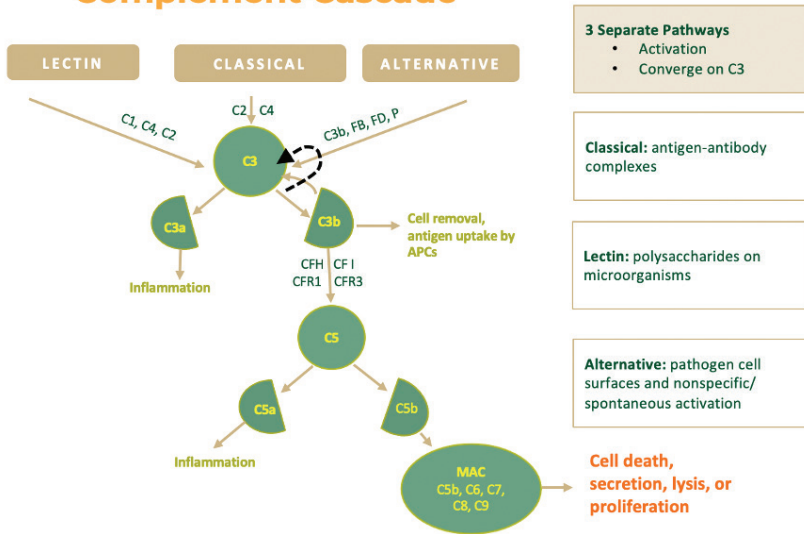 Complement Cascade
LECTIN
CLASSICAL
ALTERNATIVE
C1, C4, C2
C2
C4
C3b, FB, FD, P
C3
C3a
C3b
Cell removal,
antigen uptake by
APCs
Inflammation
CFH
CF I
CFR1
CFR3
C5
C5a
C5b
Inflammation
MAC
C5b, C6, C7,
C8, C9
Cell death,
secretion, lysis, or
proliferation
3 Separate Pathways
• Activation
• Converge on C3
Classical: antigen-antibody
complexes
Lectin: polysaccharides on
microorganisms
Alternative: pathogen cell
surfaces and nonspecific/
spontaneous activation